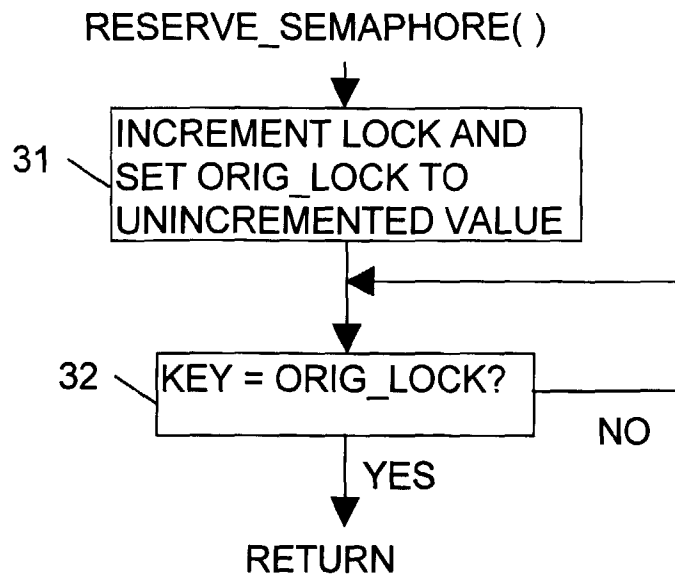 RESERVE_SEMAPHORE( )
31
INCREMENT LOCK AND
SET ORIG_LOCK TO
UNINCREMENTED VALUE
32
KEY = ORIG_LOCK?
NO
YES
RETURN